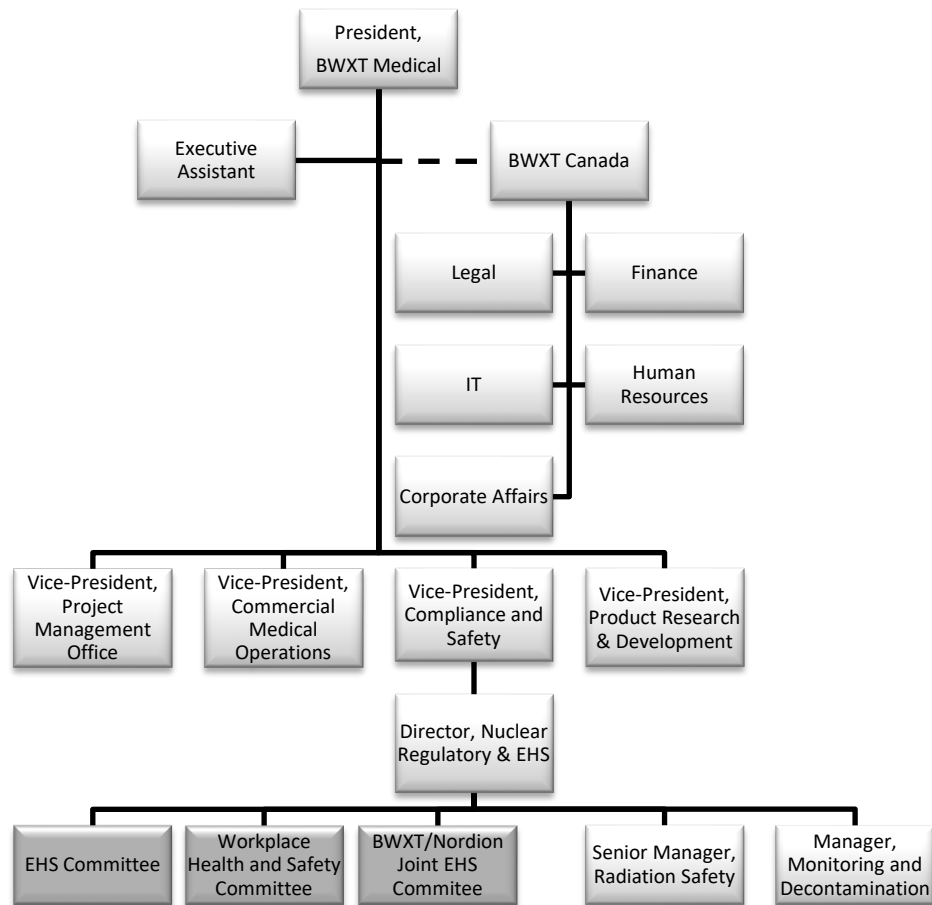 President,
BWXT Medical
Executive
Assistant
BWXT Canada
Legal
Finance
IT
Human
Resources
Corporate Affairs
Vice-President,
Project
Management
Office
Vice-President,
Commercial
Medical
Operations
Vice-President,
Compliance and
Safety
Vice-President,
Product Research
& Development
Director, Nuclear
Regulatory & EHS
EHS Committee
Workplace
Health and Safety
Committee
BWXT/Nordion
Joint EHS
Commitee
Senior Manager,
Radiation Safety
Manager,
Monitoring and
Decontamination